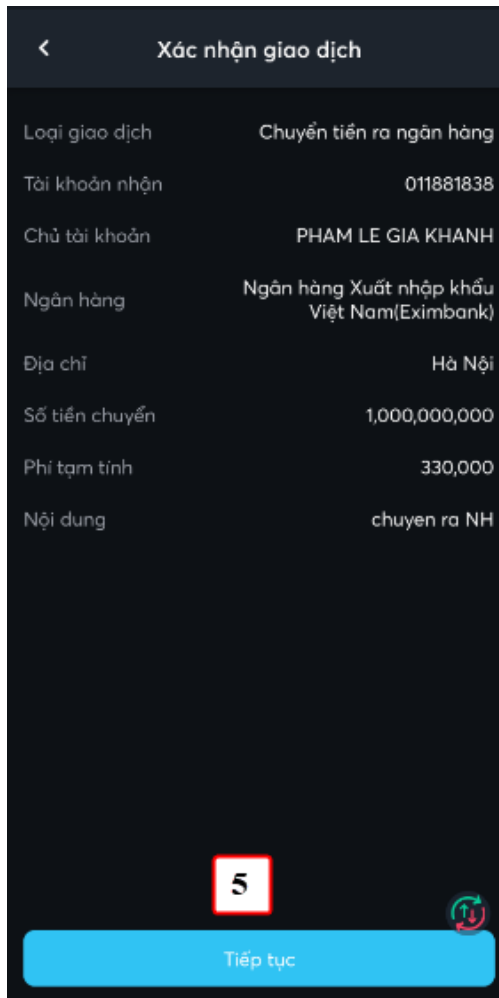 Xác nhận giao dịch
Loại giao dịch Chuyển tiền ra ngân hàng
Tài khoản nhận 011881838
Chủ tài khoản PHAM LE GIA KHANH
Ngân hàng Ngân hàng Xuất nhập khẩu
Việt Nam(Eximbank)
Địa chỉ Hà Nội
Số tiền chuyển 1,000,000,000
Phí tạm tính 330,000
Nội dung chuyen ra NH
5
Tiếp tục